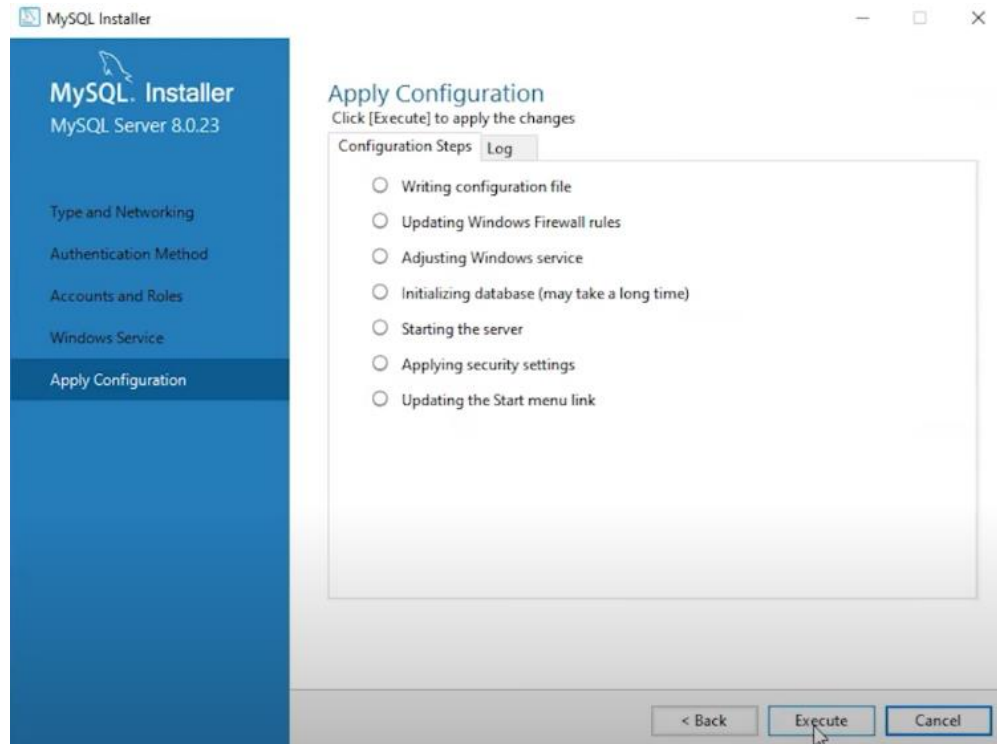 MySQL Installer
MySQL. Installer
MySQL Server 8.0.23
Type and Networking
Authentication Method
Accounts and Roles
Windows Service
Apply Configuration
Apply Configuration
Click [Execute] to apply the changes
Configuration Steps Log
Writing configuration file
Updating Windows Firewall rules
Adjusting Windows service
Initializing database (may take a long time)
Starting the server
Applying security settings
Updating the Start menu link
< Back Execute Cancel